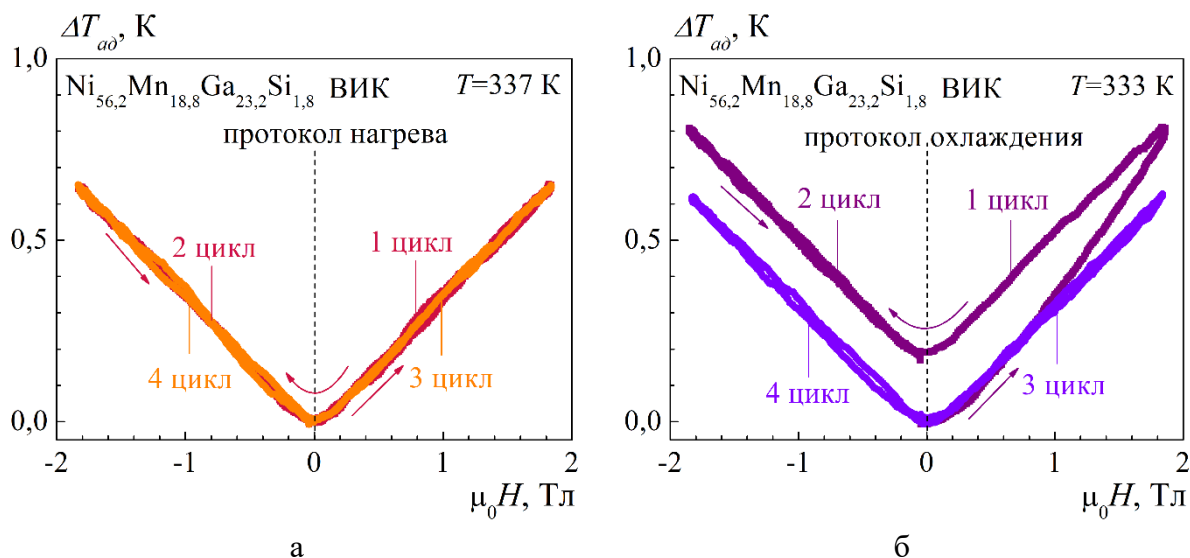 ΔT_ад, К
1,0
Ni56,2Mn18,8Ga23,2Si1,8 ВИК T=337 К
протокол нагрева
0,5
2 цикл
1 цикл
4 цикл
3 цикл
0,0
-2 -1 0 1 2
μ0H, Тл
а
ΔT_ад, К
1,0
Ni56,2Mn18,8Ga23,2Si1,8 ВИК T=333 К
протокол охлаждения
2 цикл
1 цикл
0,5
4 цикл
3 цикл
0,0
-2 -1 0 1 2
μ0H, Тл
б